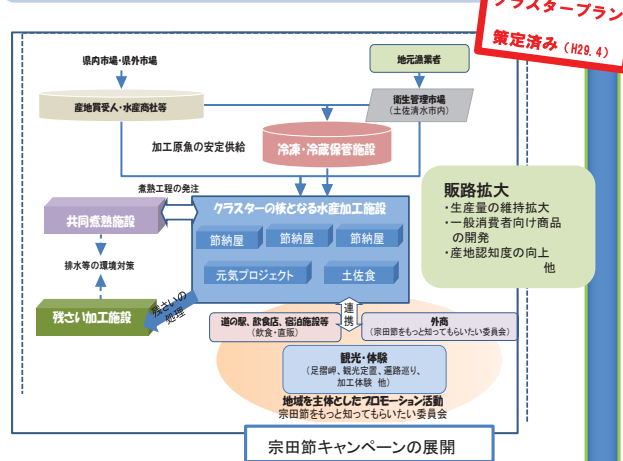 クラスタープラン
策定済み（H29.4）
県内市場・県外市場
地元漁業者
産地買受人・水産商社等
衛生管理市場
（土佐清水市内）
加工原魚の安定供給
冷凍・冷蔵保管施設
煮熟工程の発注
共同煮熟施設
クラスターの核となる水産加工施設
節納屋
節納屋
節納屋
元気プロジェクト
土佐食
販路拡大
・生産量の維持拡大
・一般消費者向け商品
の開発
・産地認知度の向上
他
排水等の環境対策
残さいの
処理
残さい加工施設
連携
道の駅、飲食店、宿泊施設等
（飲食・直販）
外商
（宗田節をもっと知ってもらいたい委員会）
観光・体験
（足摺岬、観光定置、遍路巡り、
加工体験 他）
地域を主体としたプロモーション活動
宗田節をもっと知ってもらいたい委員会
宗田節キャンペーンの展開